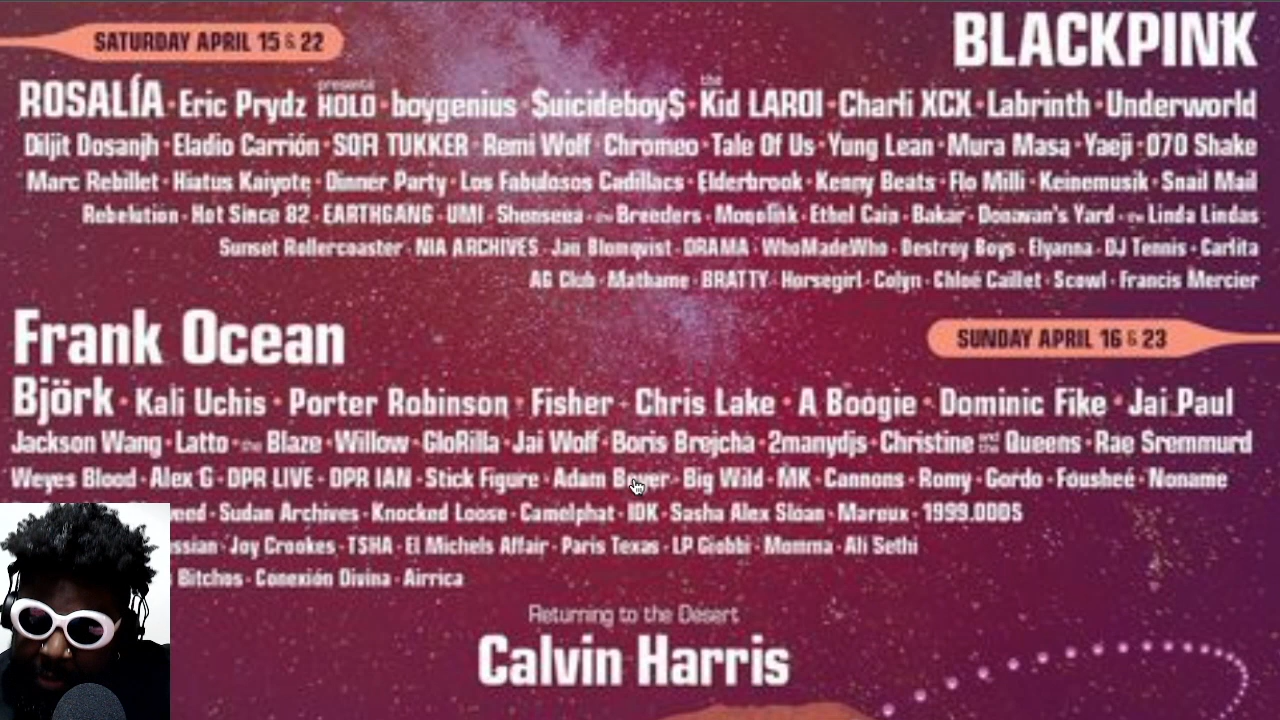 SATURDAY APRIL 15 & 22
BLACKPINK
ROSALÍA · Eric Prydz presents HOLO · boygenius · $uicideboy$ · the Kid LAROI · Charli XCX · Labrinth · Underworld
Diljit Dosanjh · Eladio Carrión · SOFI TUKKER · Remi Wolf · Chromeo · Tale Of Us · Yung Lean · Mura Masa · Yaeji · 070 Shake
Marc Rebillet · Hiatus Kaiyote · Dinner Party · Los Fabulosos Cadillacs · Elderbrook · Kenny Beats · Flo Milli · Keinemusik · Snail Mail
Rebelution · Hot Since 82 · EARTHGANG · UMI · Shenseea · the Breeders · Monolink · Ethel Cain · Bakar · Donavan's Yard · the Linda Lindas
Sunset Rollercoaster · NIA ARCHIVES · Jan Blomqvist · DRAMA · WhoMadeWho · Destroy Boys · Elyanna · DJ Tennis · Carlita
AG Club · Mathame · BRATTY · Horsegirl · Colyn · Chloé Caillet · Scowl · Francis Mercier
Frank Ocean
SUNDAY APRIL 16 & 23
Björk · Kali Uchis · Porter Robinson · Fisher · Chris Lake · A Boogie · Dominic Fike · Jai Paul
Jackson Wang · Latto · the Blaze · Willow · GloRilla · Jai Wolf · Boris Brejcha · 2manydjs · Christine and the Queens · Rae Sremmurd
Weyes Blood · Alex G · DPR LIVE · DPR IAN · Stick Figure · Adam Beyer · Big Wild · MK · Cannons · Romy · Gordo · Fousheé · Noname
weed · Sudan Archives · Knocked Loose · Camelphat · IDK · Sasha Alex Sloan · Mareux · 1999.ODDS
ssian · Joy Crookes · TSHA · El Michels Affair · Paris Texas · LP Giobbi · Momma · Ali Sethi
Bitchos · Conexión Divina · Airrica
Returning to the Desert
Calvin Harris